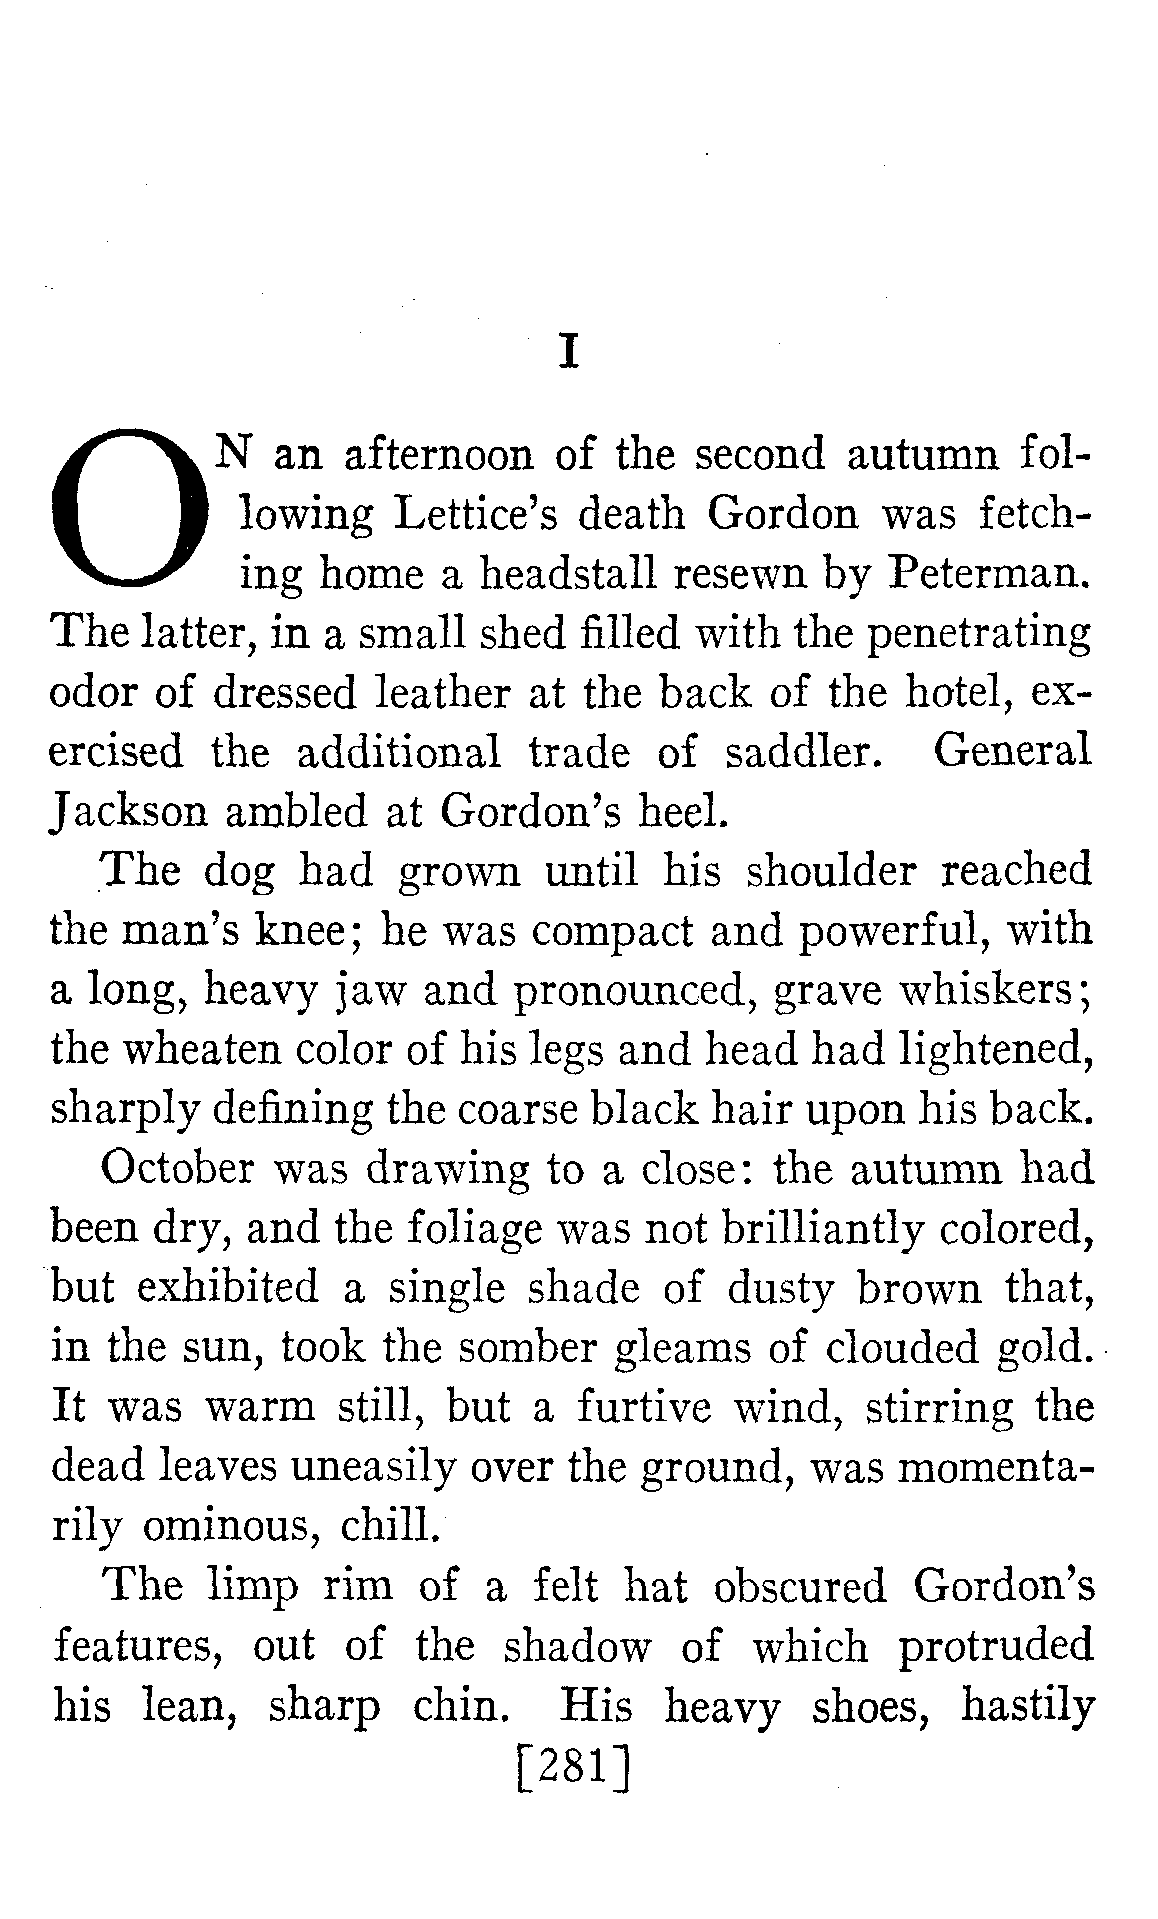 I
ON an afternoon of the second autumn fol-
lowing Lettice's death Gordon was fetch-
ing home a headstall resewn by Peterman.
The latter, in a small shed filled with the penetrating
odor of dressed leather at the back of the hotel, ex-
ercised the additional trade of saddler. General
Jackson ambled at Gordon's heel.
The dog had grown until his shoulder reached
the man's knee; he was compact and powerful, with
a long, heavy jaw and pronounced, grave whiskers;
the wheaten color of his legs and head had lightened,
sharply defining the coarse black hair upon his back.
October was drawing to a close: the autumn had
been dry, and the foliage was not brilliantly colored,
but exhibited a single shade of dusty brown that,
in the sun, took the somber gleams of clouded gold.
It was warm still, but a furtive wind, stirring the
dead leaves uneasily over the ground, was momenta-
rily ominous, chill.
The limp rim of a felt hat obscured Gordon's
features, out of the shadow of which protruded
his lean, sharp chin. His heavy shoes, hastily
[281]